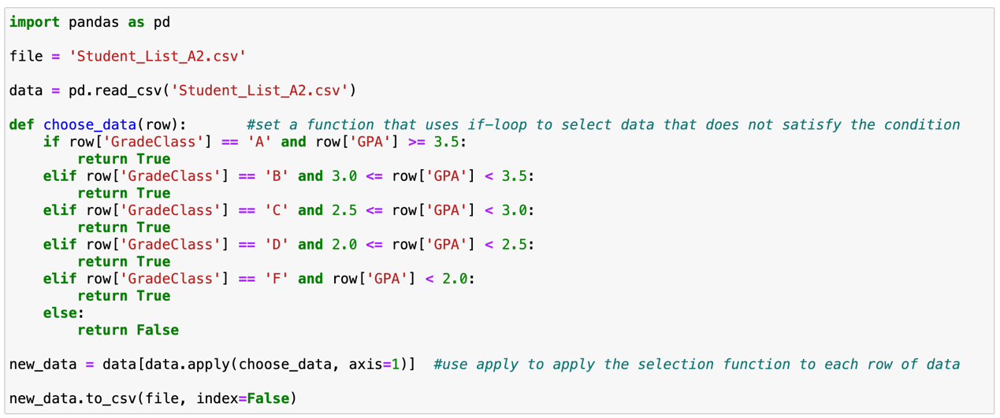 import pandas as pd
file = 'Student_List_A2.csv'
data = pd.read_csv('Student_List_A2.csv')
def choose_data(row):       #set a function that uses if-loop to select data that does not satisfy the condition
    if row['GradeClass'] == 'A' and row['GPA'] >= 3.5:
        return True
    elif row['GradeClass'] == 'B' and 3.0 <= row['GPA'] < 3.5:
        return True
    elif row['GradeClass'] == 'C' and 2.5 <= row['GPA'] < 3.0:
        return True
    elif row['GradeClass'] == 'D' and 2.0 <= row['GPA'] < 2.5:
        return True
    elif row['GradeClass'] == 'F' and row['GPA'] < 2.0:
        return True
    else:
        return False
new_data = data[data.apply(choose_data, axis=1)]  #use apply to apply the selection function to each row of data
new_data.to_csv(file, index=False)